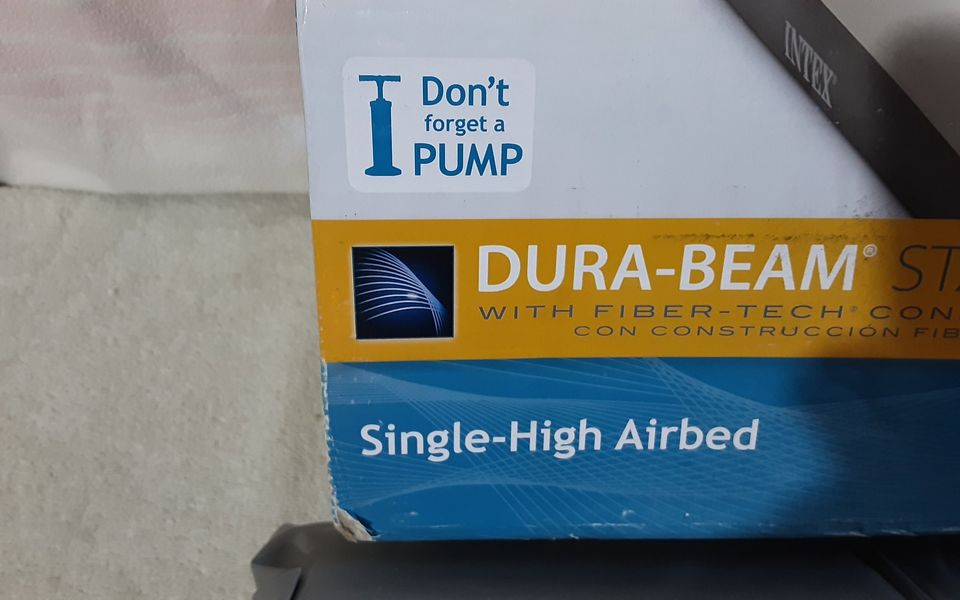 INTEX
Don't
forget a
PUMP
DURA-BEAM®
WITH FIBER-TECH®
CON CONSTRUCCIÓN
Single-High Airbed